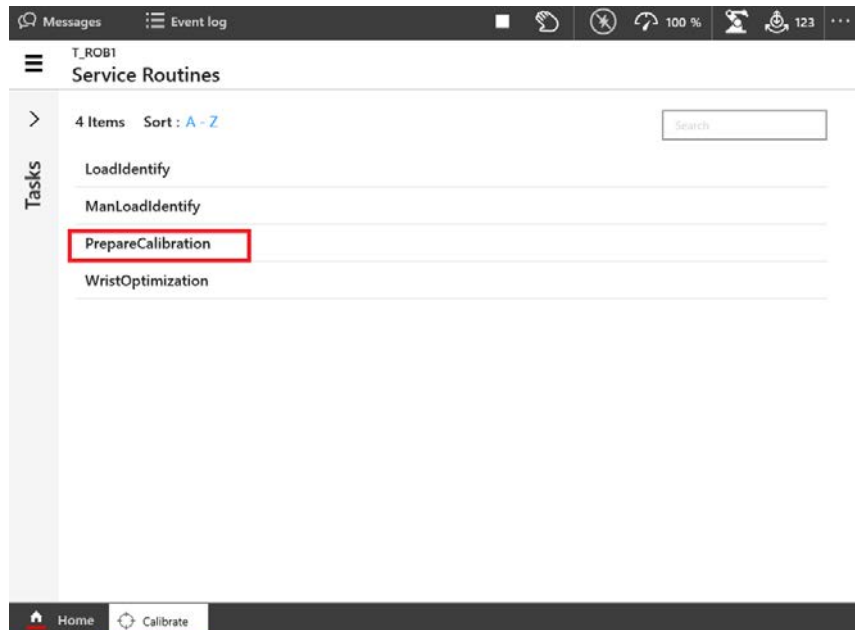 Messages Event log 100 % 123
T_ROB1
Service Routines
4 Items Sort : A - Z Search
Tasks
LoadIdentify
ManLoadIdentify
PrepareCalibration
WristOptimization
Home Calibrate